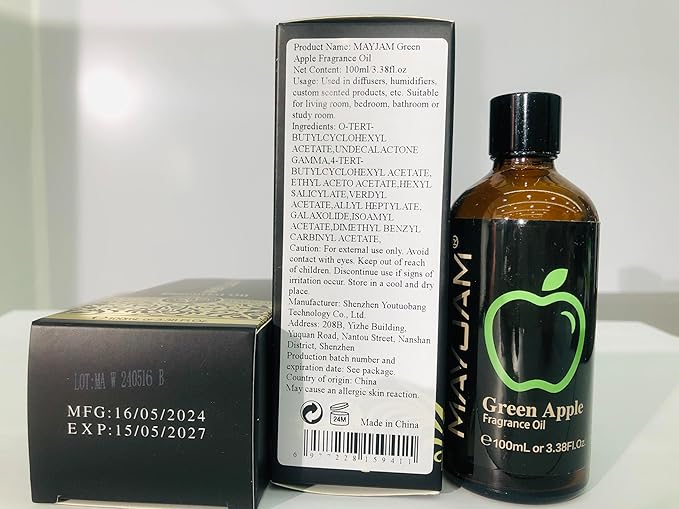 LOT:MA W 240516 B
MFG:16/05/2024
EXP:15/05/2027
Product Name: MAYJAM Green
Apple Fragrance Oil
Net Content: 100ml/3.38fl.oz
Usage: Used in diffusers, humidifiers,
custom scented products, etc. Suitable
for living room, bedroom, bathroom or
study room.
Ingredients: O-TERT-
BUTYLCYCLOHEXYL
ACETATE,UNDECALACTONE
GAMMA,4-TERT-
BUTYLCYCLOHEXYL ACETATE,
ETHYL ACETO ACETATE,HEXYL
SALICYLATE,VERDYL
ACETATE,ALLYL HEPTYLATE,
GALAXOLIDE,ISOAMYL
ACETATE,DIMETHYL BENZYL
CARBINYL ACETATE,
Caution: For external use only. Avoid
contact with eyes. Keep out of reach
of children. Discontinue use if signs of
irritation occur. Store in a cool and dry
place.
Manufacturer: Shenzhen Youtuobang
Technology Co., Ltd.
Address: 208B, Yizhe Building,
Yuquan Road, Nantou Street, Nanshan
District, Shenzhen
Production batch number and
expiration date: See package.
Country of origin: China
May cause an allergic skin reaction.
24M
Made in China
6 977228 159411
MAYJAM®
Green Apple
Fragrance Oil
℮100mL or 3.38Fl.Oz.